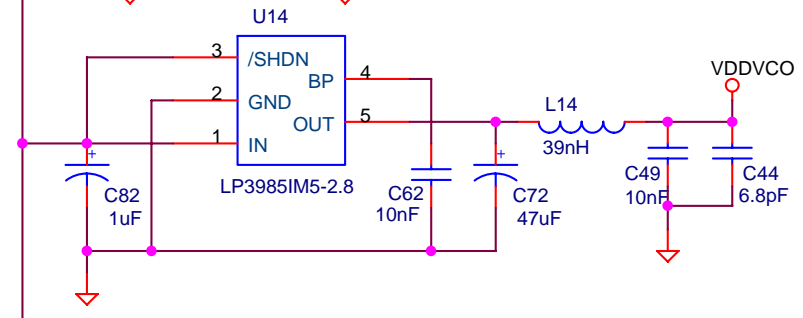 U14
3
/SHDN
BP
4
VDDVCO
2
GND
OUT
5
L14
1
IN
39nH
+
+
LP3985IM5-2.8
C82
1uF
C62
10nF
C72
47uF
C49
10nF
C44
6.8pF